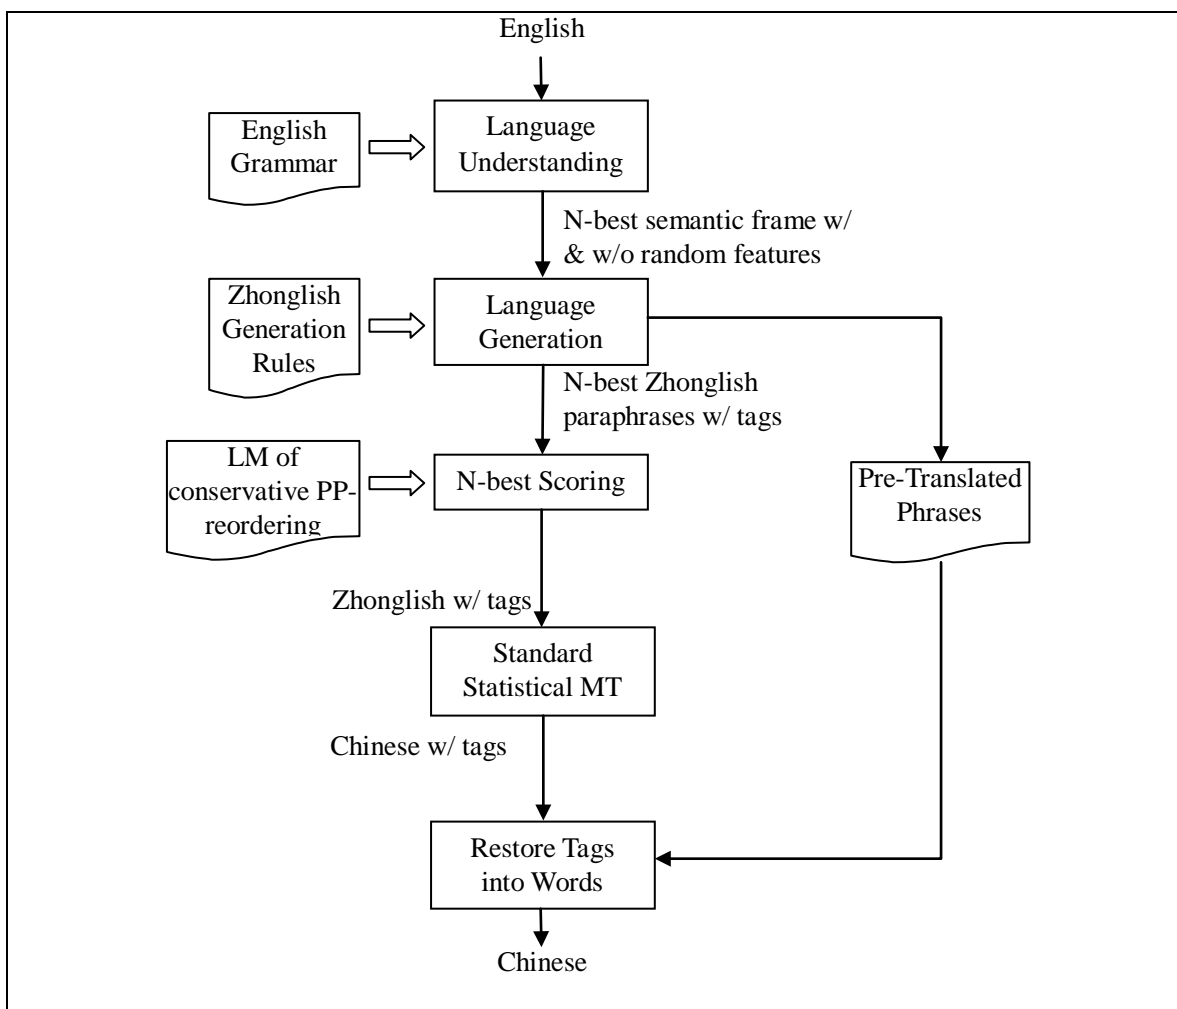 English
English
Grammar
Language
Understanding
N-best semantic frame w/
& w/o random features
Zhonglish
Generation
Rules
Language
Generation
N-best Zhonglish
paraphrases w/ tags
LM of
conservative PP-
reordering
N-best Scoring
Pre-Translated
Phrases
Zhonglish w/ tags
Standard
Statistical MT
Chinese w/ tags
Restore Tags
into Words
Chinese